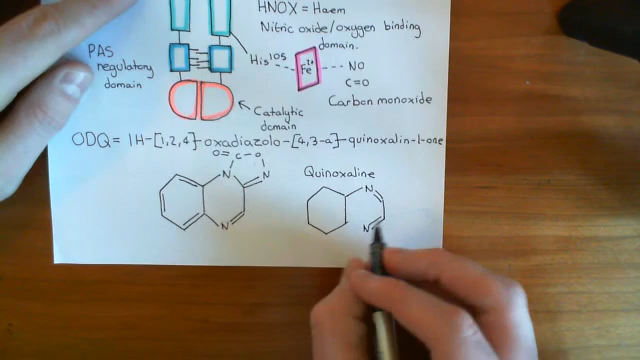 HNOX = Haem
Nitric oxide/oxygen binding
domain.
PAS
regulatory
domain
His105
Fe2+
NO
C=O
Carbon monoxide
Catalytic
domain
ODQ= 1H-[1,2,4]-oxadiazolo-[4,3-a]-quinoxalin-1-one
O=C-O
N
N
N
Quinoxaline
N
N